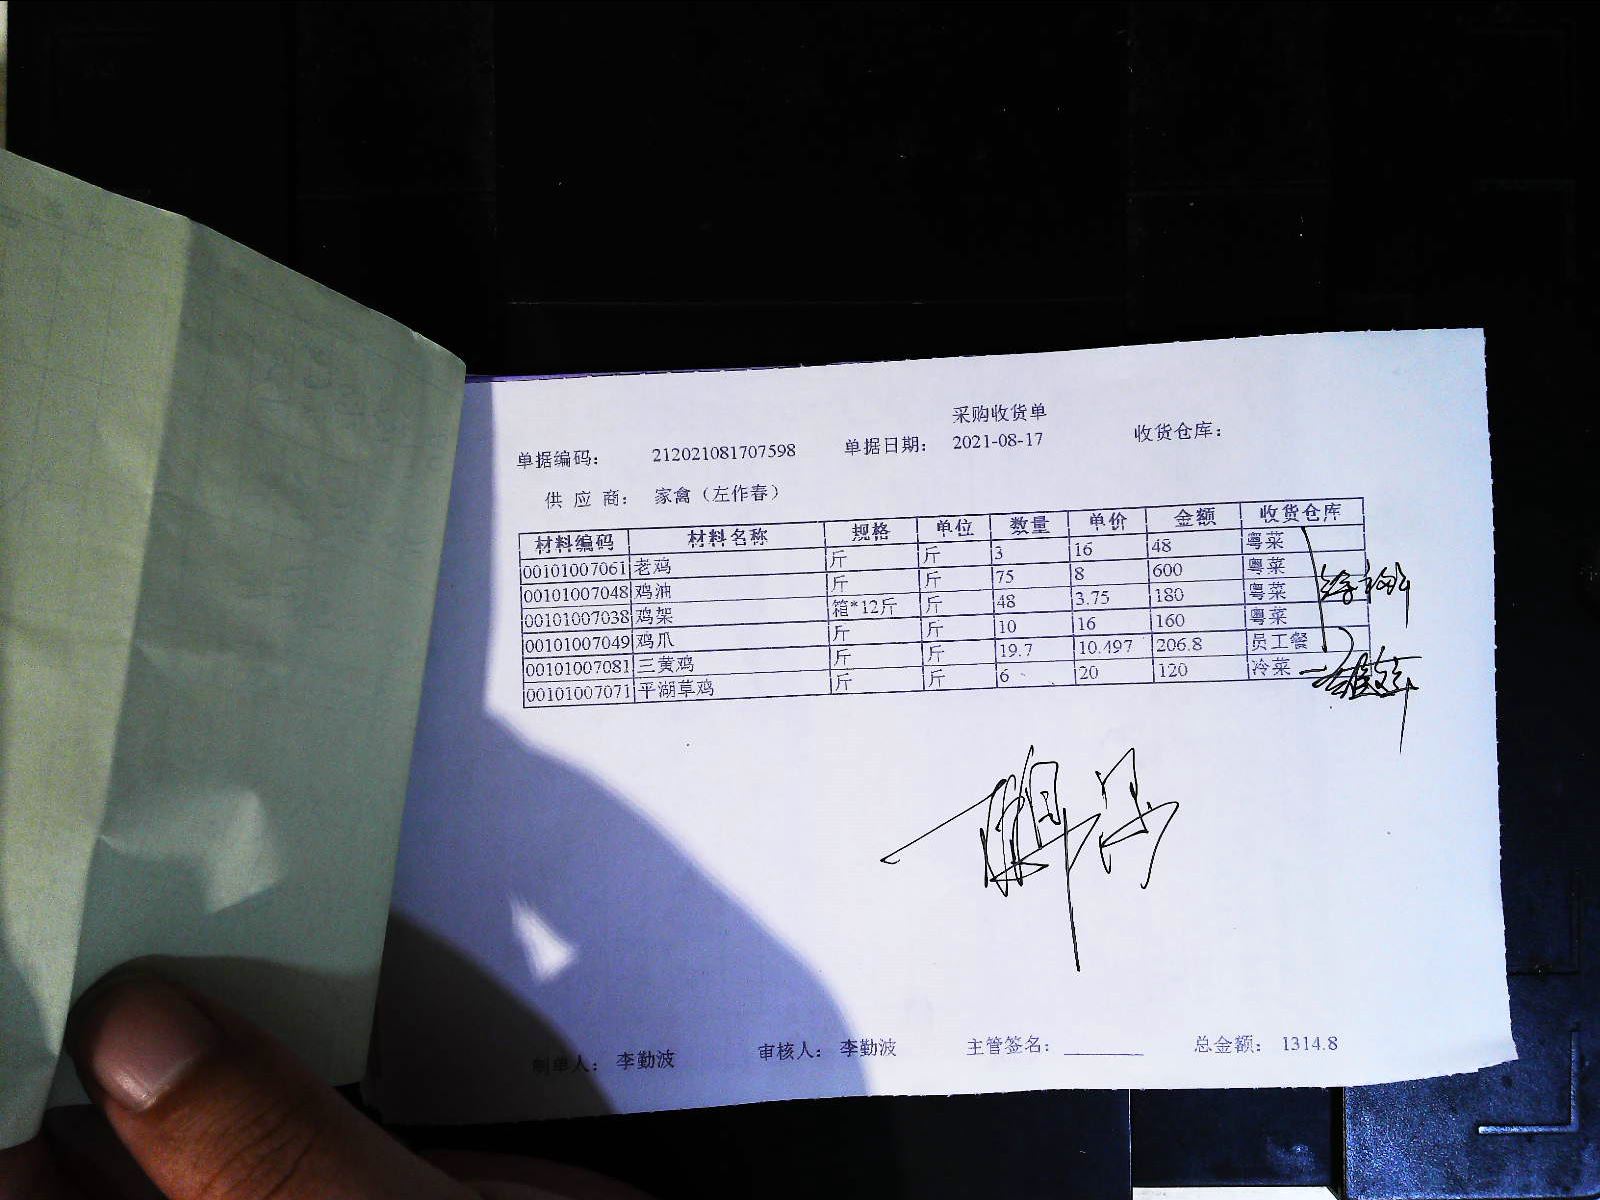 采购收货单
单据编码： 212021081707598 单据日期： 2021-08-17 收货仓库：
供 应 商： 家禽（左作春）
材料编码 材料名称 规格 单位 数量 单价 金额 收货仓库
00101007061 老鸡 斤 斤 3 16 48 粤菜
00101007048 鸡油 斤 斤 75 8 600 粤菜
00101007038 鸡架 箱*12斤 斤 48 3.75 180 粤菜
00101007049 鸡爪 斤 斤 10 16 160 粤菜
00101007081 三黄鸡 斤 斤 19.7 10.497 206.8 员工餐
00101007071 平湖草鸡 斤 斤 6 20 120 冷菜
制单人： 李勤波 审核人： 李勤波 主管签名： 总金额： 1314.8